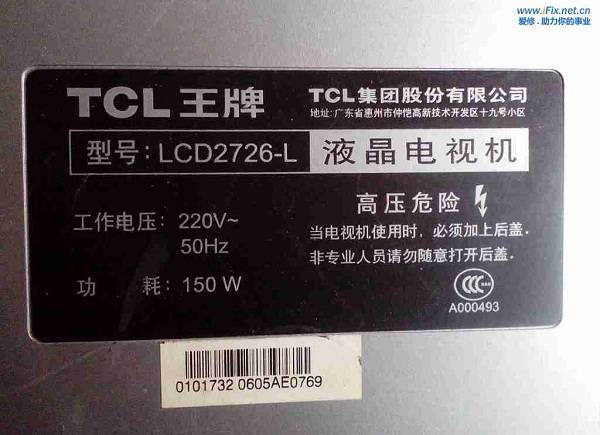 www.iFix.net.cn
爱修·助力你的事业
TCL王牌
TCL集团股份有限公司
地址:广东省惠州市仲恺高新技术开发区十九号小区
型号:LCD2726-L
液晶电视机
高压危险
工作电压:220V~
50Hz
当电视机使用时，必须加上后盖.
非专业人员请勿随意打开后盖.
功 耗:150 W
CCC
A000493
0101732 0605AE0769